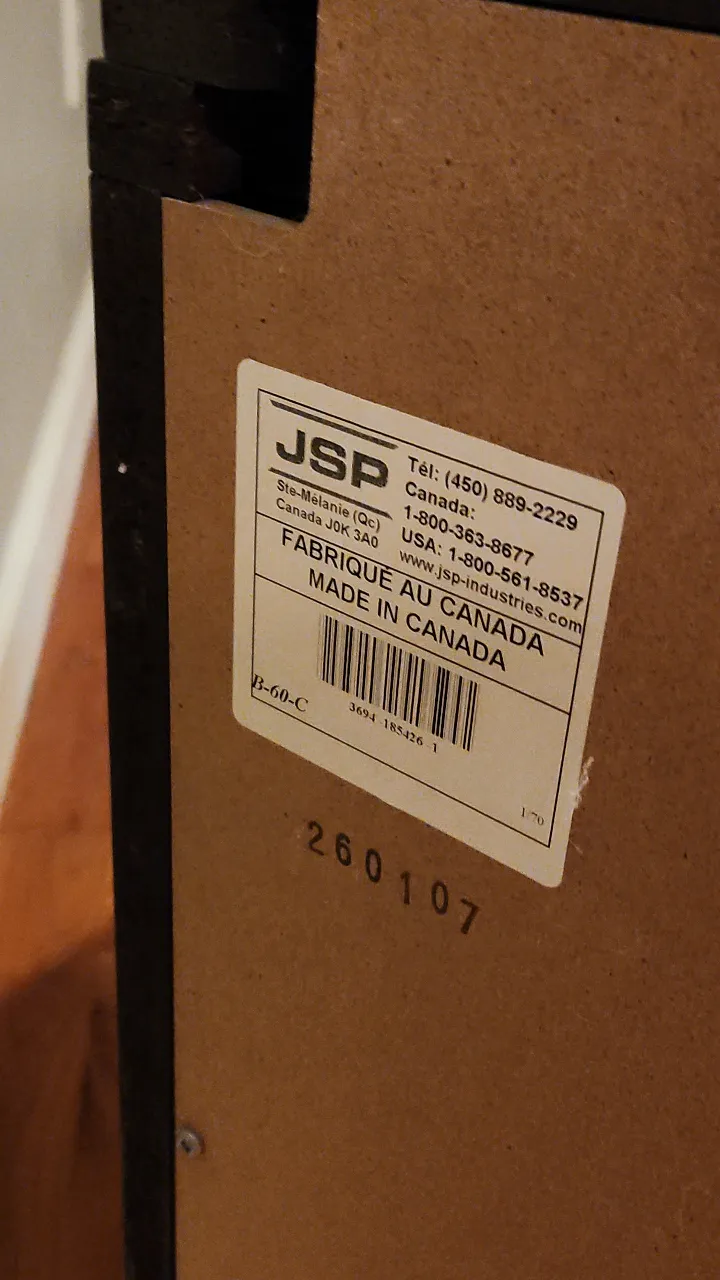 JSP
Ste-Mélanie (Qc)
Canada J0K 3A0
Tél: (450) 889-2229
Canada:
1-800-363-8677
USA: 1-800-561-8537
www.jsp-industries.com
FABRIQUÉ AU CANADA
MADE IN CANADA
B-60-C
3694 185426 1
1/70
260107